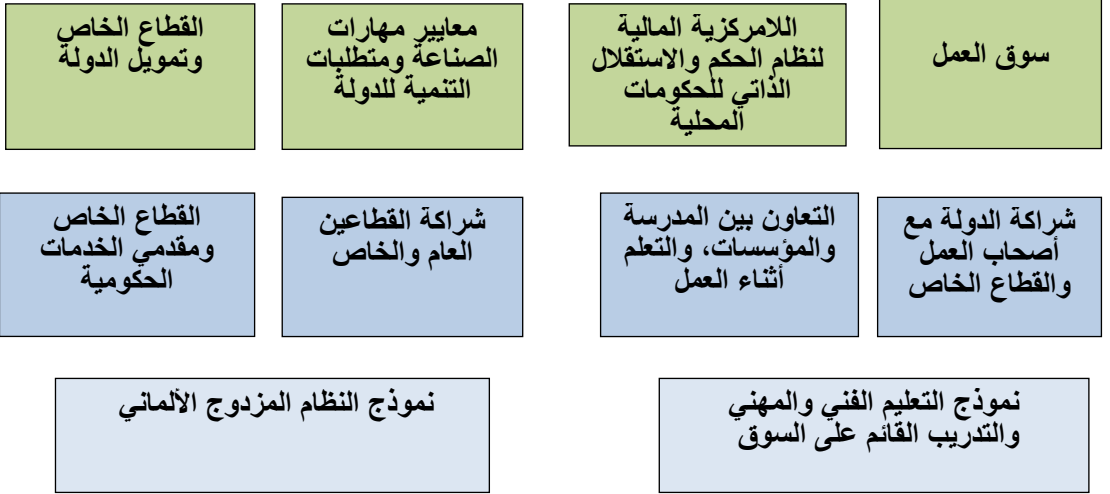 سوق العمل
اللامركزية المالية
لنظام الحكم والاستقلال
الذاتي للحكومات
المحلية
معايير مهارات
الصناعة ومتطلبات
التنمية للدولة
القطاع الخاص
وتمويل الدولة
شراكة الدولة مع
أصحاب العمل
والقطاع الخاص
التعاون بين المدرسة
والمؤسسات، والتعلم
أثناء العمل
شراكة القطاعين
العام والخاص
القطاع الخاص
ومقدمي الخدمات
الحكومية
نموذج التعليم الفني والمهني
والتدريب القائم على السوق
نموذج النظام المزدوج الألماني